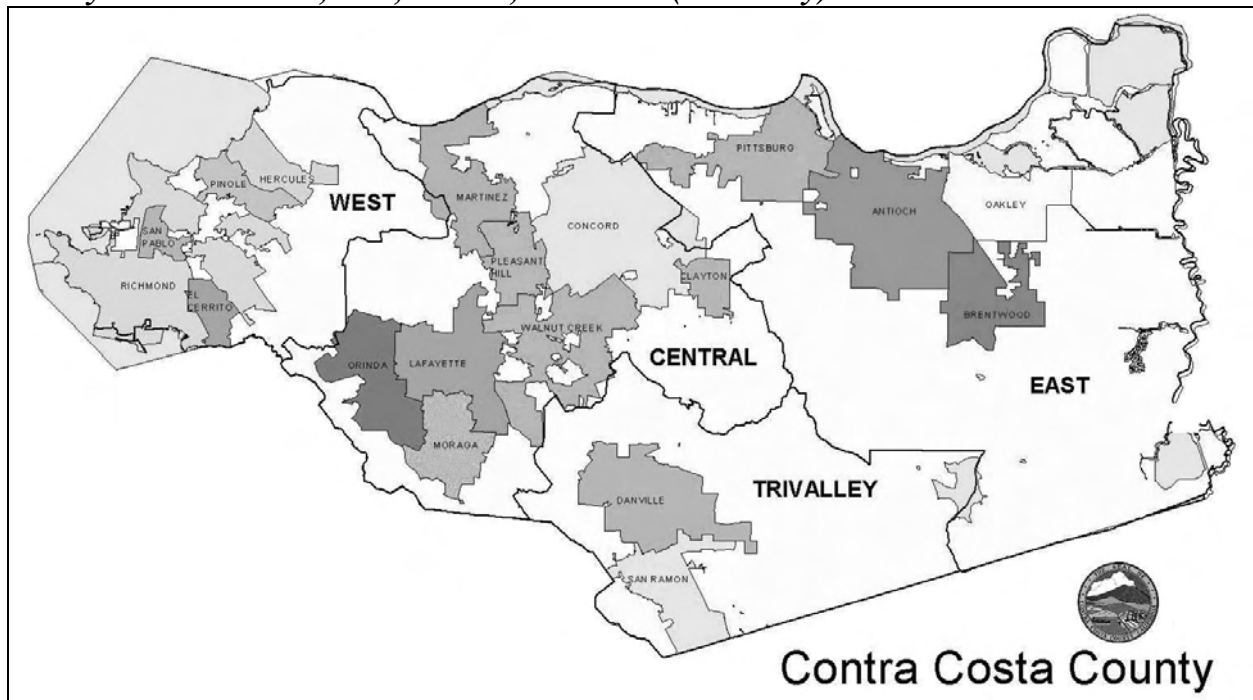 PITTSBURG
HERCULES
PINOLE
WEST
MARTINEZ
ANTIOCH
OAKLEY
SAN
PABLO
CONCORD
PLEASANT
HILL
CLAYTON
RICHMOND
EL
CERRITO
BRENTWOOD
WALNUT CREEK
CENTRAL
ORINDA
LAFAYETTE
EAST
MORAGA
TRIVALLEY
DANVILLE
SAN RAMON
Contra Costa County